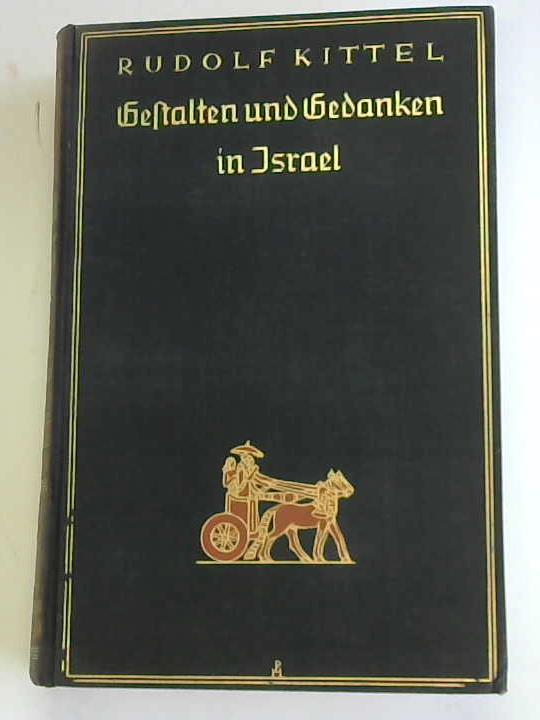 RUDOLF KITTEL
Geſtalten und Gedanken
in Israel